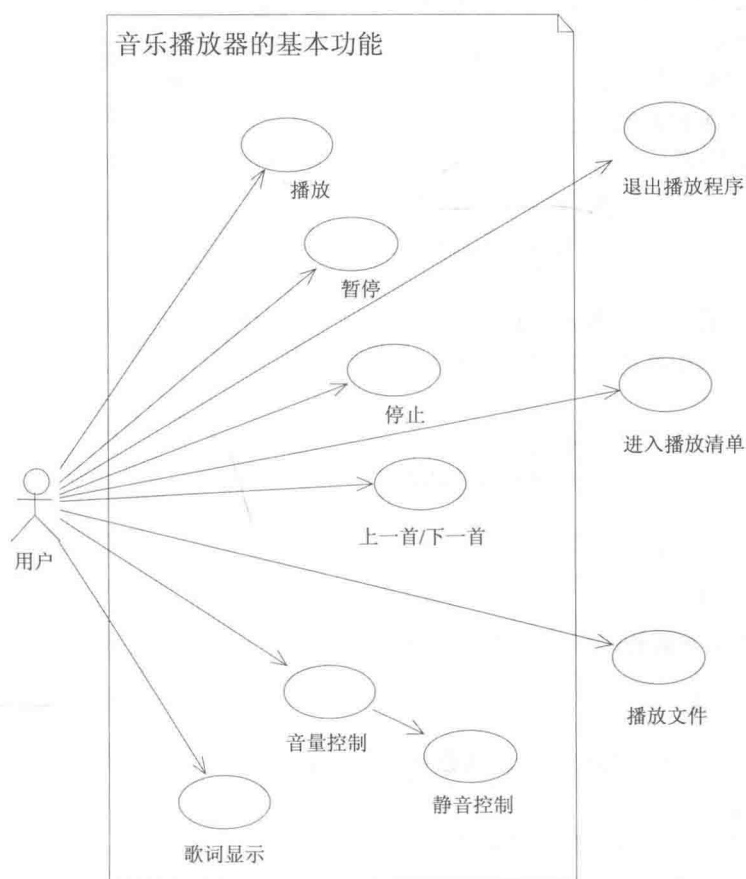 音乐播放器的基本功能
播放
退出播放程序
暂停
停止
进入播放清单
上一首/下一首
用户
播放文件
音量控制
静音控制
歌词显示